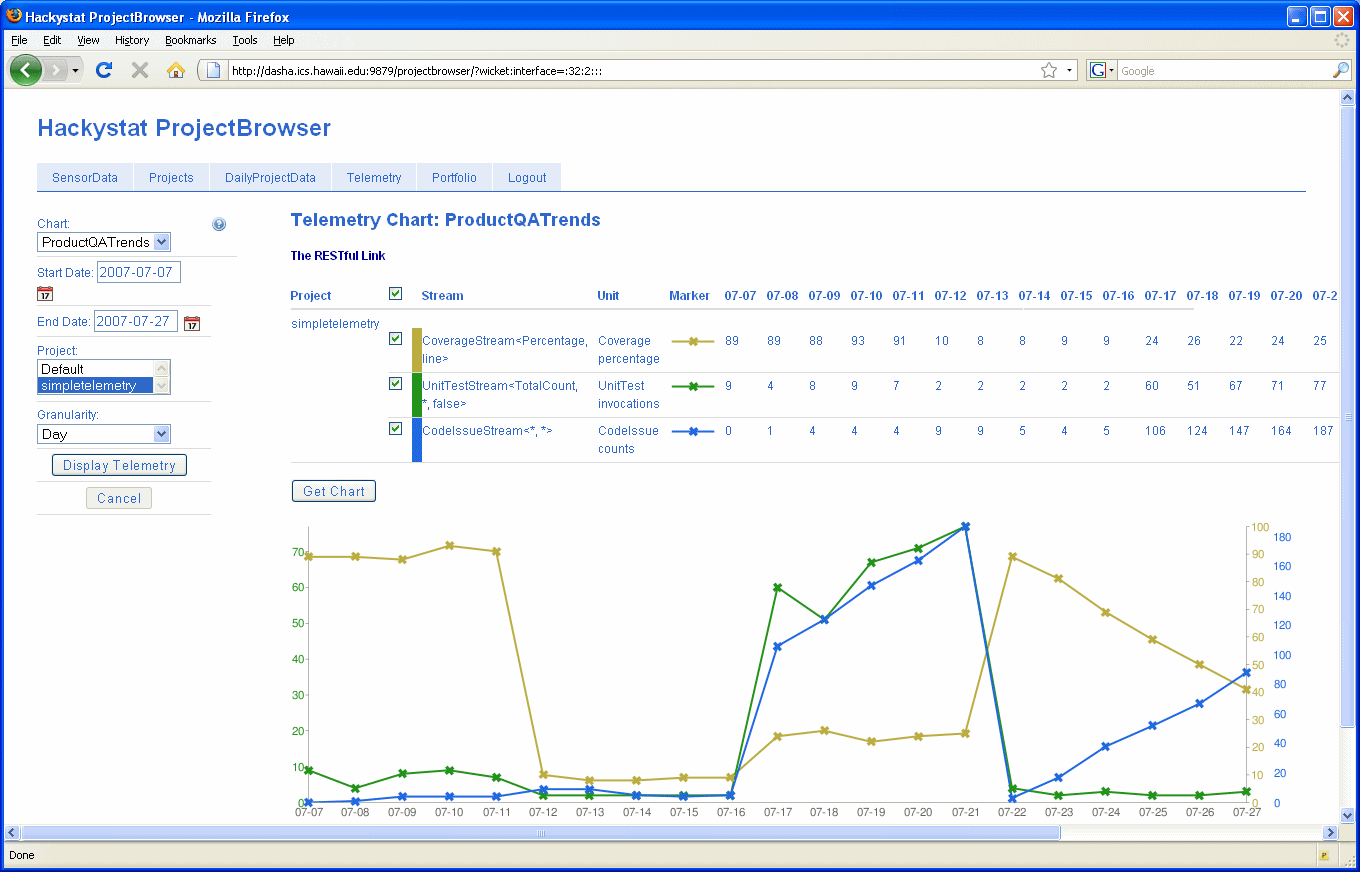 Hackystat ProjectBrowser - Mozilla Firefox
File Edit View History Bookmarks Tools Help
http://dasha.ics.hawaii.edu:9879/projectbrowser/?wicket:interface=:32:2:::
G Google
Hackystat ProjectBrowser
SensorData Projects DailyProjectData Telemetry Portfolio Logout
Chart:
ProductQATrends
Start Date: 2007-07-07
17
End Date: 2007-07-27 17
Project:
Default
simpletelemetry
Granularity:
Day
Display Telemetry
Cancel
Telemetry Chart: ProductQATrends
The RESTful Link
Project Stream Unit Marker 07-07 07-08 07-09 07-10 07-11 07-12 07-13 07-14 07-15 07-16 07-17 07-18 07-19 07-20 07-2
simpletelemetry
CoverageStream<Percentage, Coverage 89 89 88 93 91 10 8 8 9 9 24 26 22 24 25
line> percentage
UnitTestStream<TotalCount, UnitTest 9 4 8 9 7 2 2 2 2 2 60 51 67 71 77
*, false> invocations
CodeIssueStream<*, *> CodeIssue 0 1 4 4 4 9 9 5 4 5 106 124 147 164 187
counts
Get Chart
70
60
50
40
30
20
10
0
100
90
80
70
60
50
40
30
20
10
0
180
160
140
120
100
80
60
40
20
0
07-07 07-08 07-09 07-10 07-11 07-12 07-13 07-14 07-15 07-16 07-17 07-18 07-19 07-20 07-21 07-22 07-23 07-24 07-25 07-26 07-27
Done
P